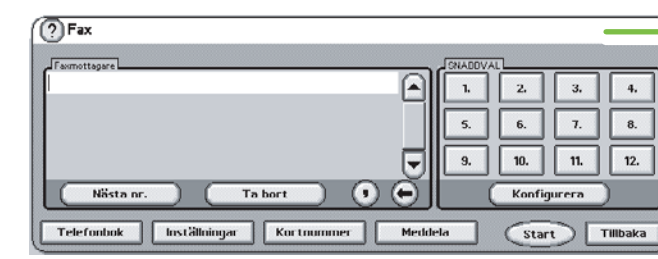 ? Fax
Faxmottagare
SNABBVAL
1. 2. 3. 4.
5. 6. 7. 8.
9. 10. 11. 12.
Nästa nr. Ta bort , Konfigurera
Telefonbok Inställningar Kortnummer Meddela Start Tillbaka